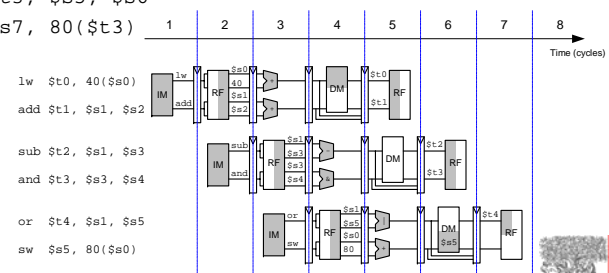 s7, 80($t3)
1 2 3 4 5 6 7 8
Time (cycles)
lw $t0, 40($s0)
add $t1, $s1, $s2
IM
lw
add
RF
$s0
40
$s1
$s2
+
+
DM
$t0
$t1
RF
sub $t2, $s1, $s3
and $t3, $s3, $s4
IM
sub
and
RF
$s1
$s3
$s3
$s4
-
&
DM
$t2
$t3
RF
or $t4, $s1, $s5
sw $s5, 80($s0)
IM
or
sw
RF
$s1
$s5
$s0
80
|
+
DM
$s5
$t4
RF